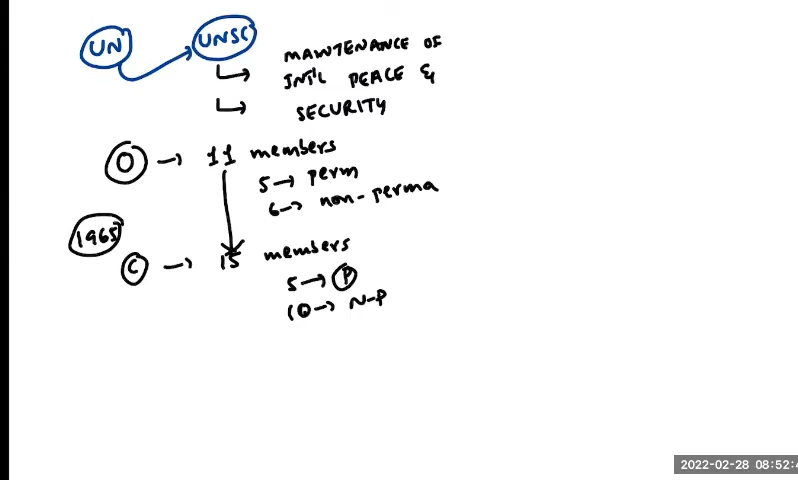 UN UNSC
MAINTENANCE OF
INT'L PEACE &
SECURITY
O → 11 members
5 → perm
6 → non-perma
1965
C → 15 members
5 → P
10 → N-P
2022-02-28 08:52:4